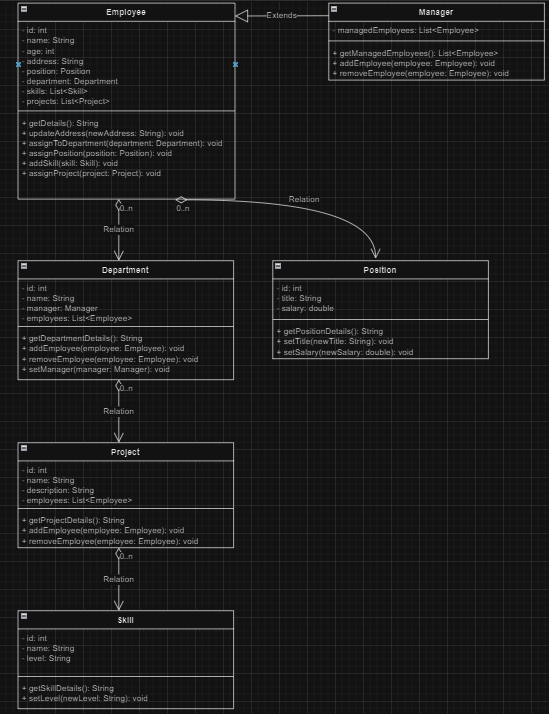 Employee
- id: int
- name: String
- age: int
- address: String
- position: Position
- department: Department
- skills: List<Skill>
- projects: List<Project>
+ getDetails(): String
+ updateAddress(newAddress: String): void
+ assignToDepartment(department: Department): void
+ assignPosition(position: Position): void
+ addSkill(skill: Skill): void
+ assignProject(project: Project): void
Extends
Manager
- managedEmployees: List<Employee>
+ getManagedEmployees(): List<Employee>
+ addEmployee(employee: Employee): void
+ removeEmployee(employee: Employee): void
0..n
0..n
Relation
Relation
Department
- id: int
- name: String
- manager: Manager
- employees: List<Employee>
+ getDepartmentDetails(): String
+ addEmployee(employee: Employee): void
+ removeEmployee(employee: Employee): void
+ setManager(manager: Manager): void
Position
- id: int
- title: String
- salary: double
+ getPositionDetails(): String
+ setTitle(newTitle: String): void
+ setSalary(newSalary: double): void
0..n
Relation
Project
- id: int
- name: String
- description: String
- employees: List<Employee>
+ getProjectDetails(): String
+ addEmployee(employee: Employee): void
+ removeEmployee(employee: Employee): void
0..n
Relation
Skill
- id: int
- name: String
- level: String
+ getSkillDetails(): String
+ setLevel(newLevel: String): void